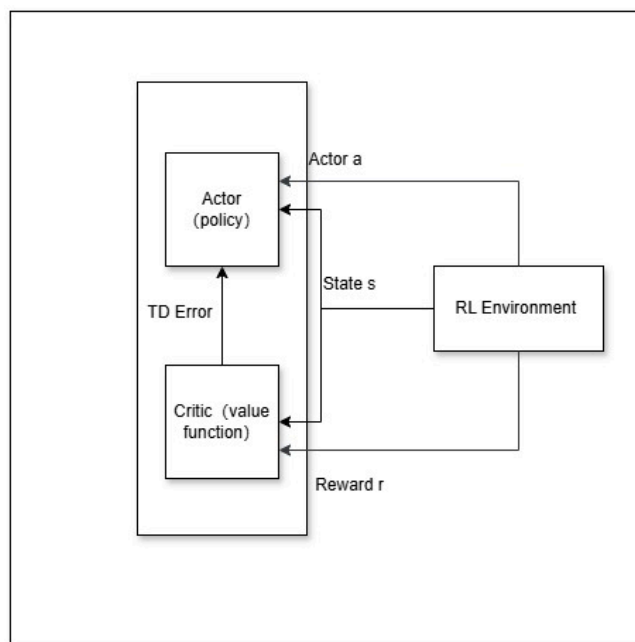 Actor a
Actor
(policy)
State s
RL Environment
TD Error
Critic（value
function）
Reward r